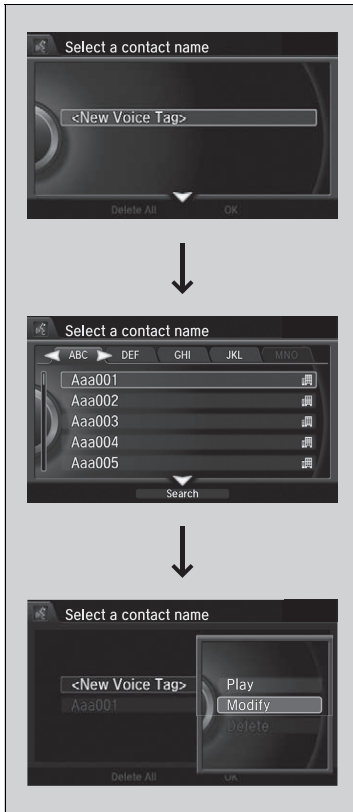 Select a contact name
<New Voice Tag>
Delete All OK
Select a contact name
ABC DEF GHI JKL MNO
Aaa001
Aaa002
Aaa003
Aaa004
Aaa005
Search
Select a contact name
<New Voice Tag>
Aaa001
Play
Modify
Delete
Delete All OK